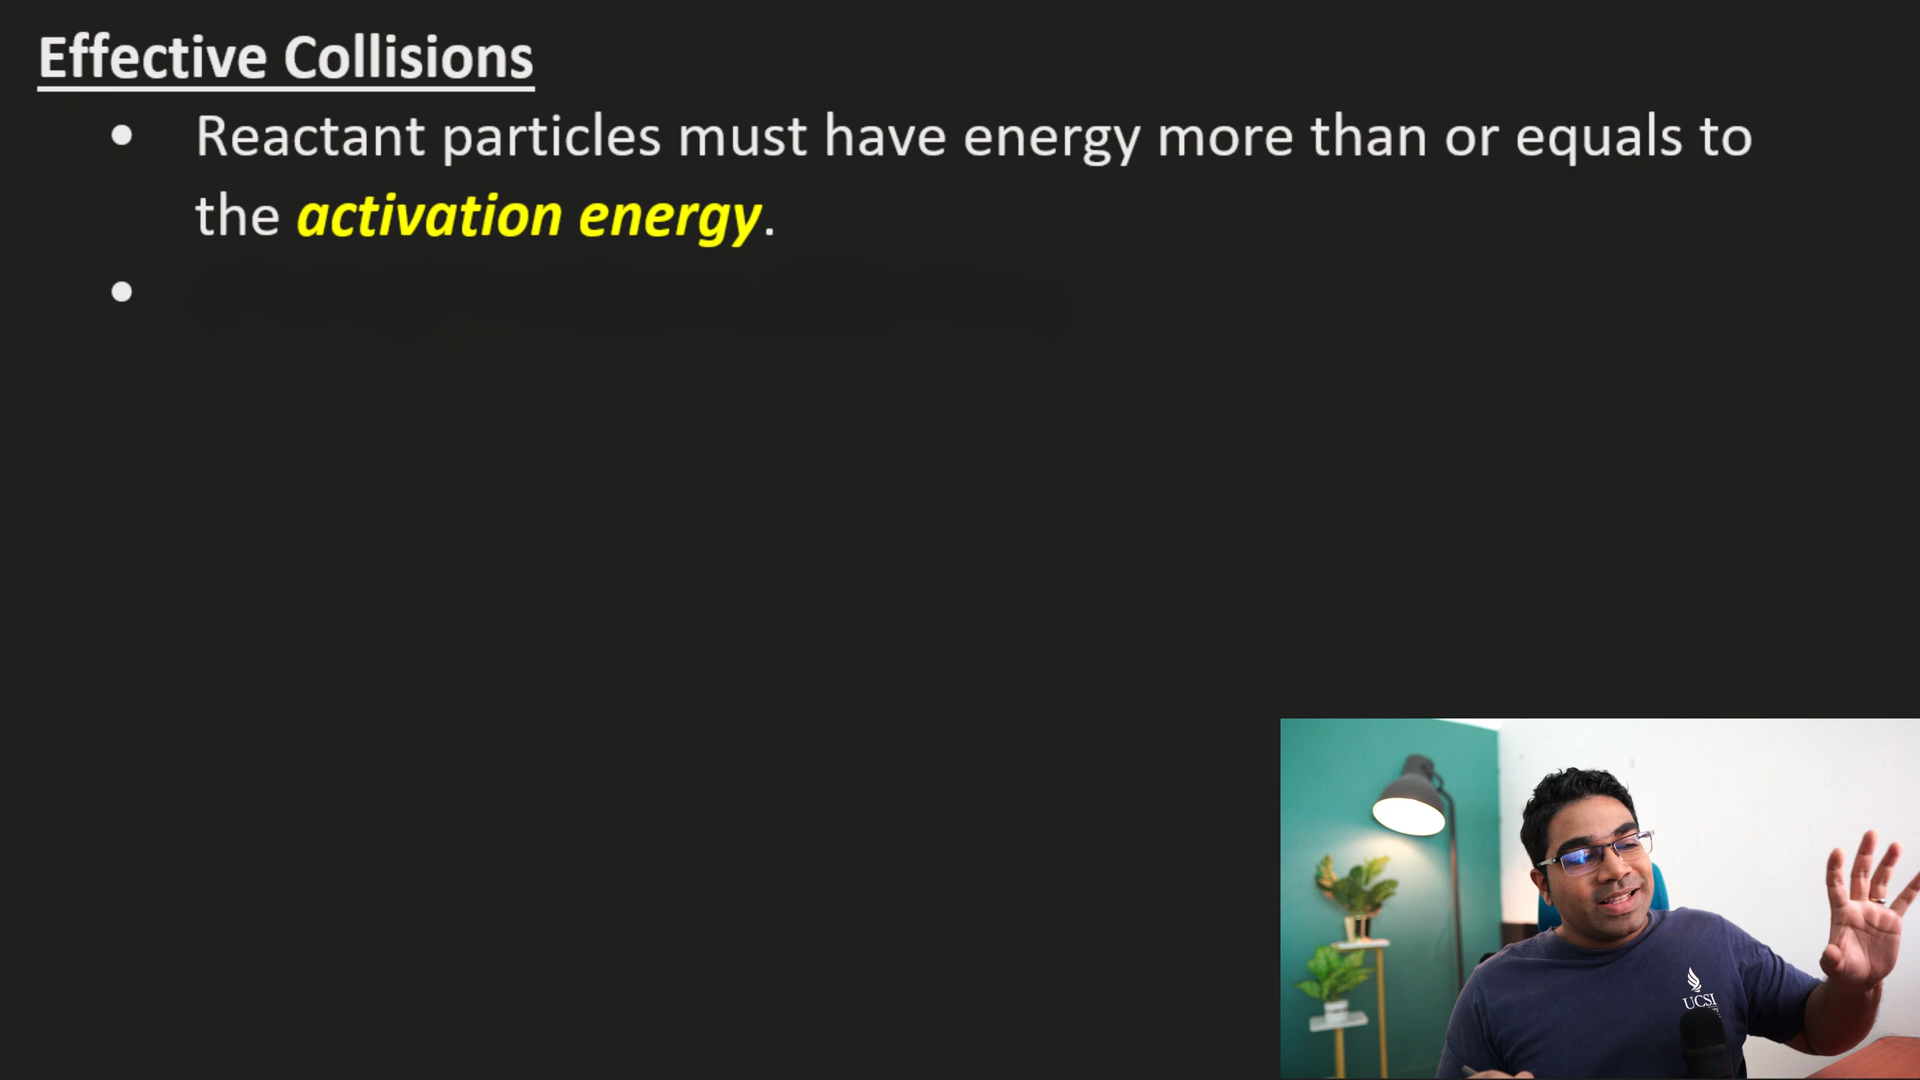 Effective Collisions
• Reactant particles must have energy more than or equals to
the activation energy.
•
UCSI